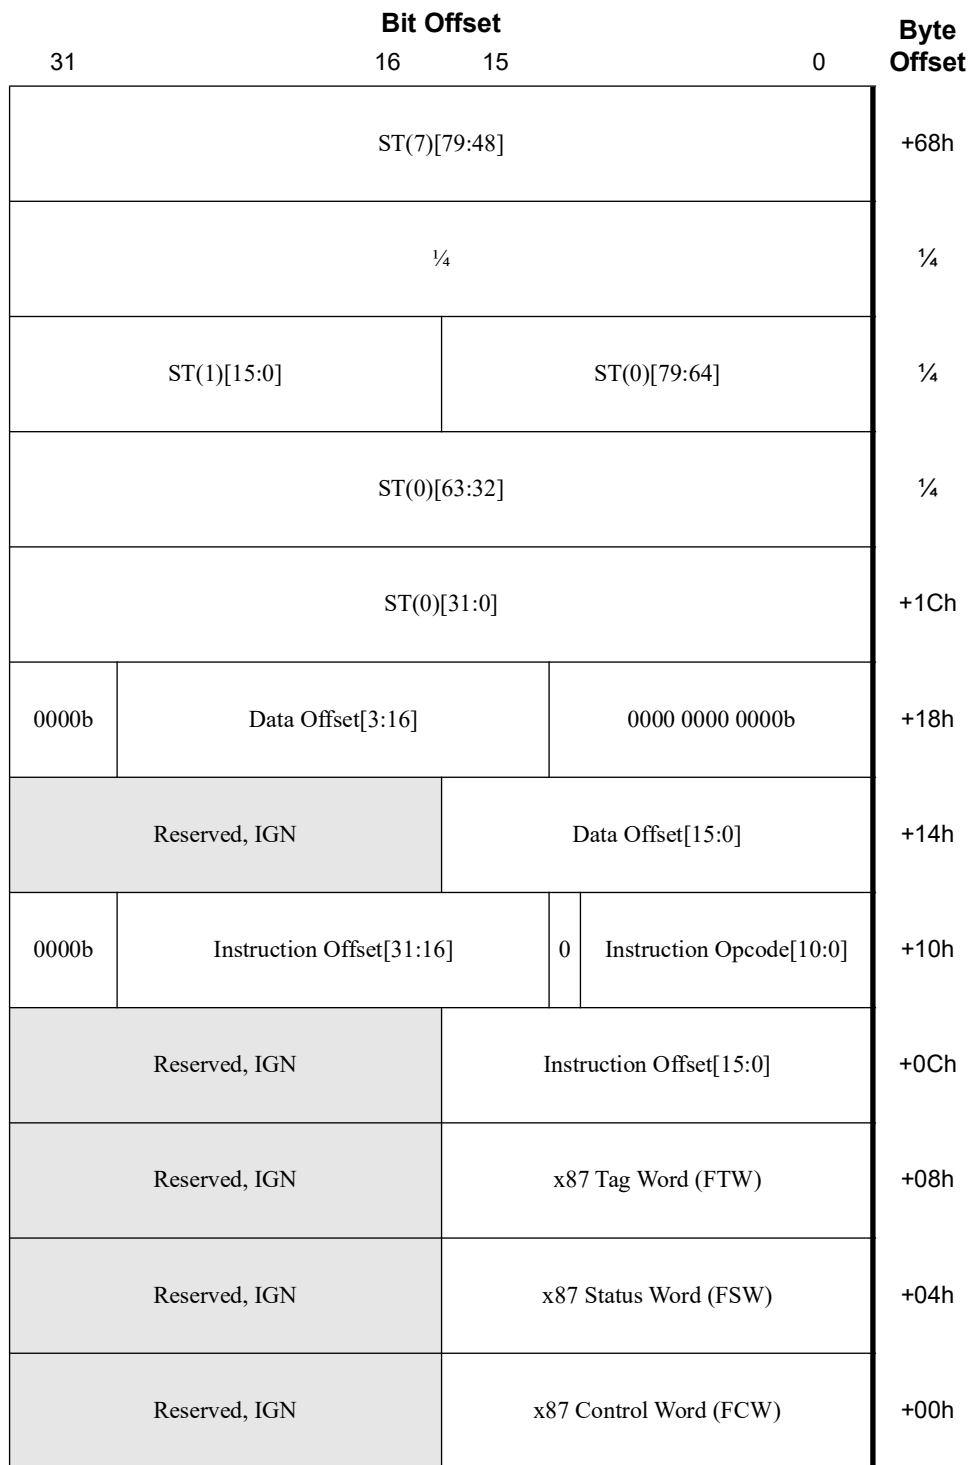 Bit Offset
Byte Offset
31 16 15 0
ST(7)[79:48] +68h
¼ ¼
ST(1)[15:0] ST(0)[79:64] ¼
ST(0)[63:32] ¼
ST(0)[31:0] +1Ch
0000b Data Offset[3:16] 0000 0000 0000b +18h
Reserved, IGN Data Offset[15:0] +14h
0000b Instruction Offset[31:16] 0 Instruction Opcode[10:0] +10h
Reserved, IGN Instruction Offset[15:0] +0Ch
Reserved, IGN x87 Tag Word (FTW) +08h
Reserved, IGN x87 Status Word (FSW) +04h
Reserved, IGN x87 Control Word (FCW) +00h